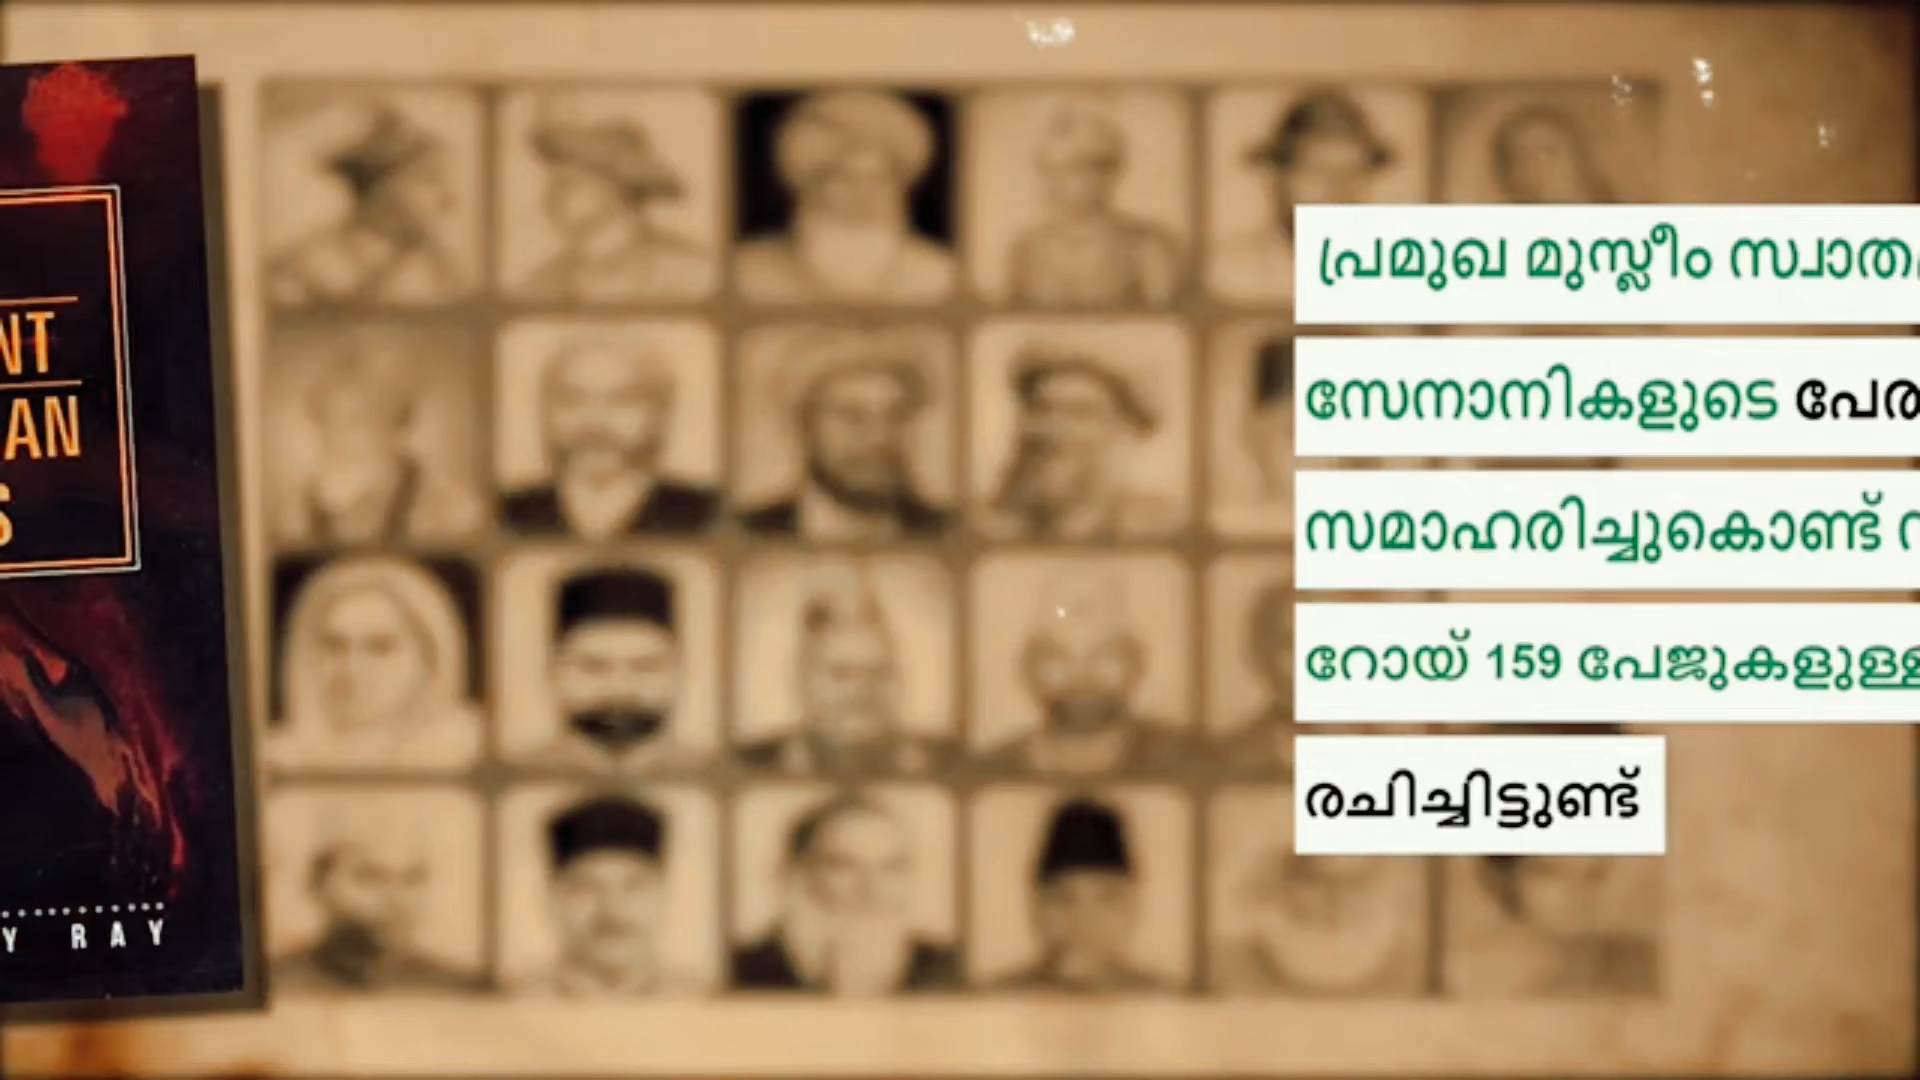 NT
AN
S
Y RAY
പ്രമുഖ മുസ്ലീം
സേനാനികളുടെ
സമാഹരിച്ചുകൊണ്ട്
റോയ് 159 പേജുകളുള്ള
രചിച്ചിട്ടുണ്ട്